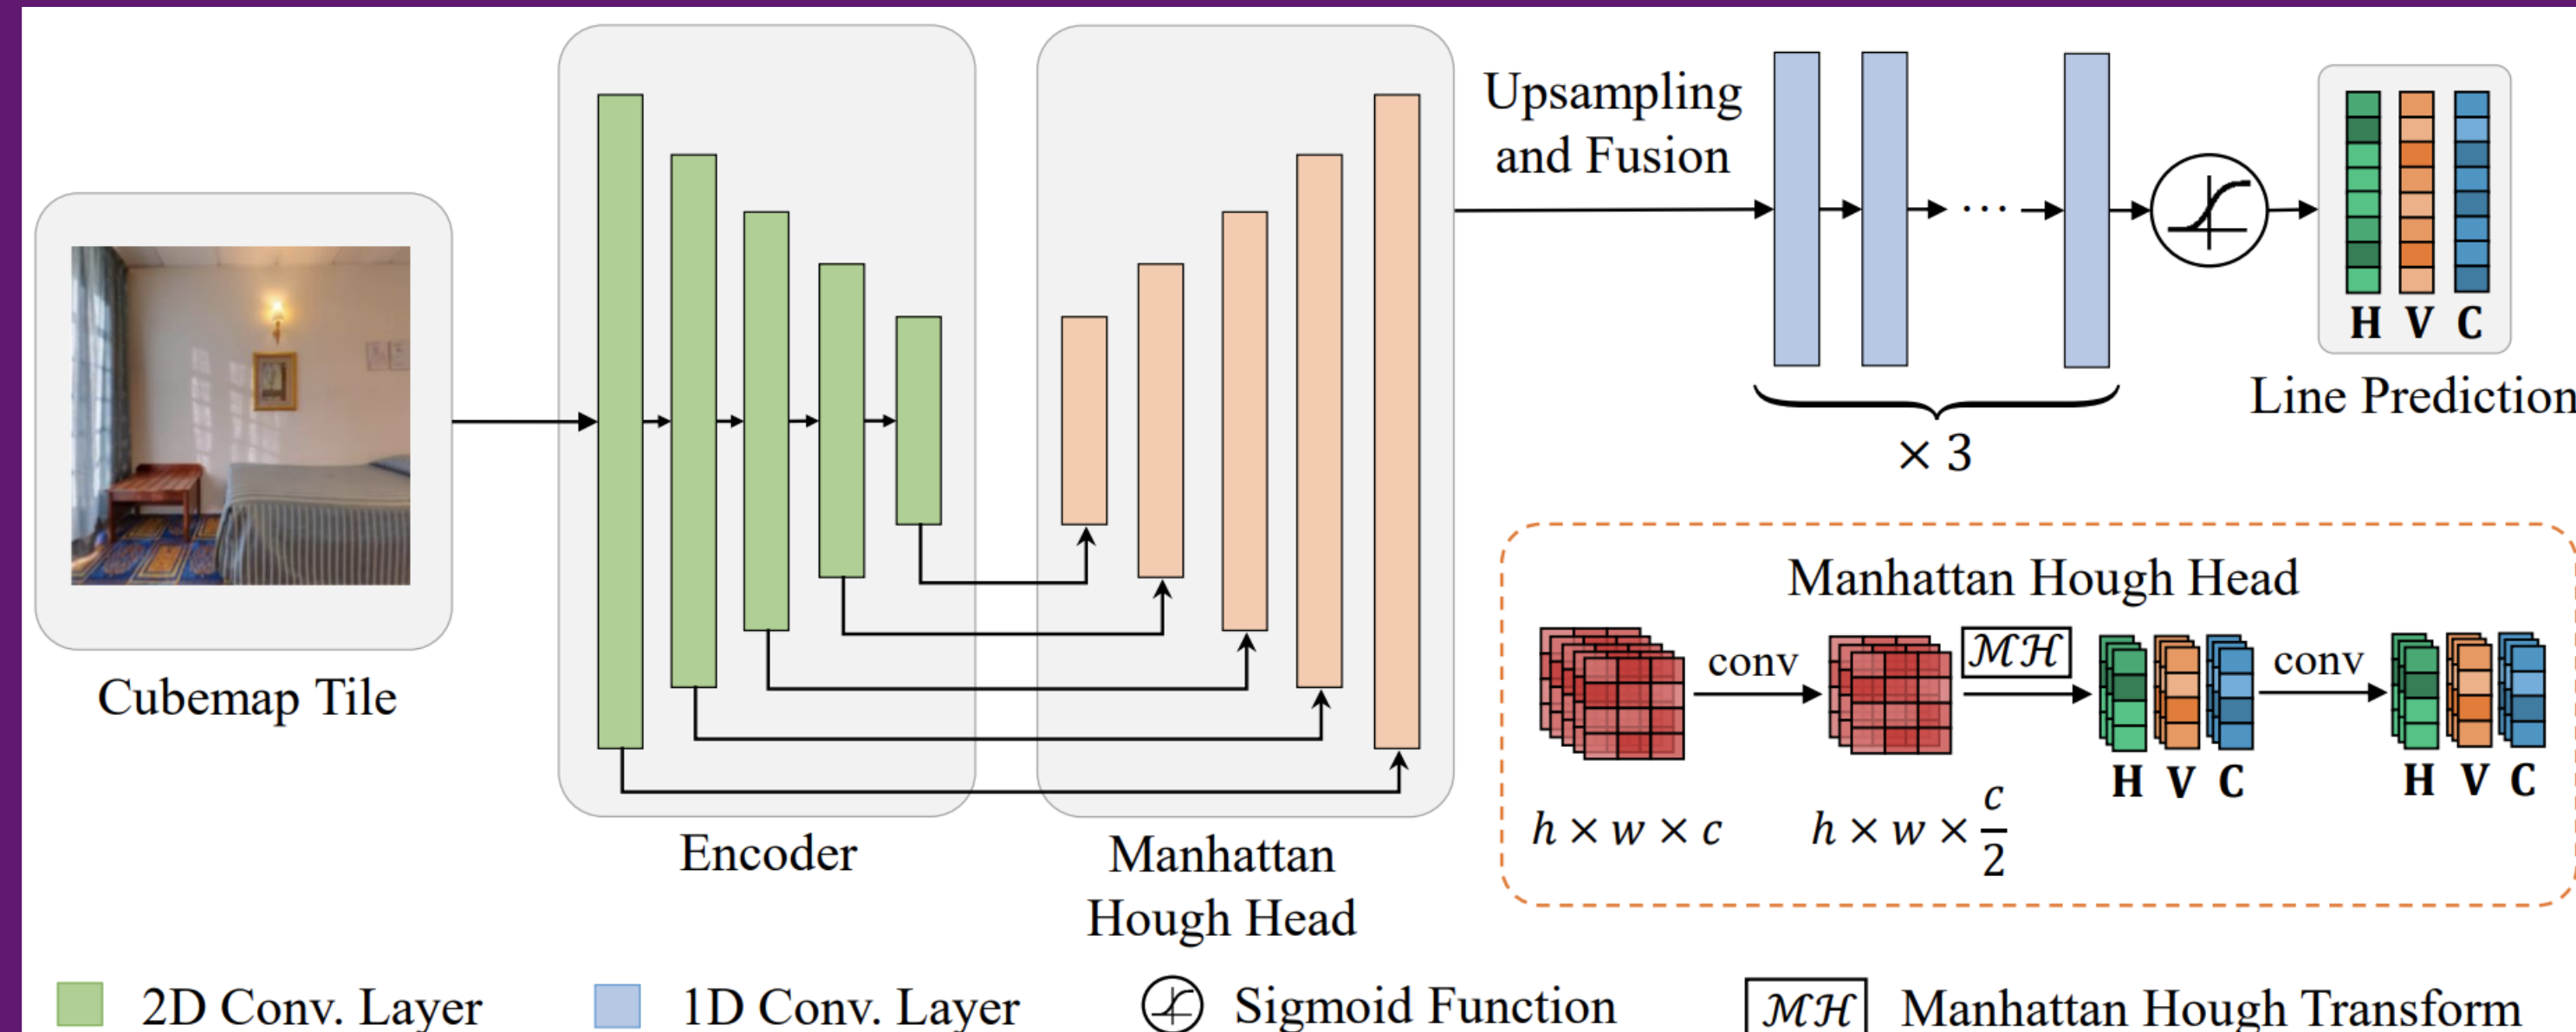 Cubemap Tile
Encoder
Manhattan
Hough Head
Upsampling
and Fusion
...
× 3
H V C
Line Prediction
Manhattan Hough Head
conv
ℳℋ
conv
H V C
H V C
h × w × c
h × w × c/2
2D Conv. Layer
1D Conv. Layer
Sigmoid Function
ℳℋ
Manhattan Hough Transform